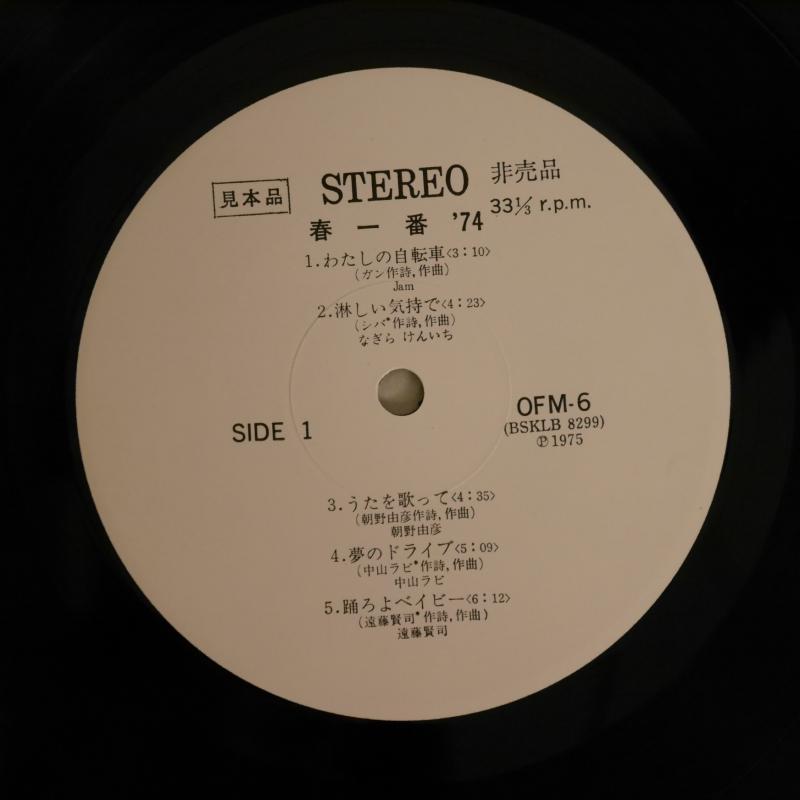 見本品 STEREO 非売品
春一番 '74 33⅓ r.p.m.
1.わたしの自転車<3:10>
(ガン作詩,作曲)
Jam
2.淋しい気持で<4:23>
(シバ*作詩,作曲)
なぎら けんいち
SIDE 1
OFM-6
(BSKLB 8299)
℗1975
3.うたを歌って<4:35>
(朝野由彦作詩,作曲)
朝野由彦
4.夢のドライブ<5:09>
(中山ラビ*作詩,作曲)
中山ラビ
5.踊ろよベイビー<6:12>
(遠藤賢司*作詩,作曲)
遠藤賢司